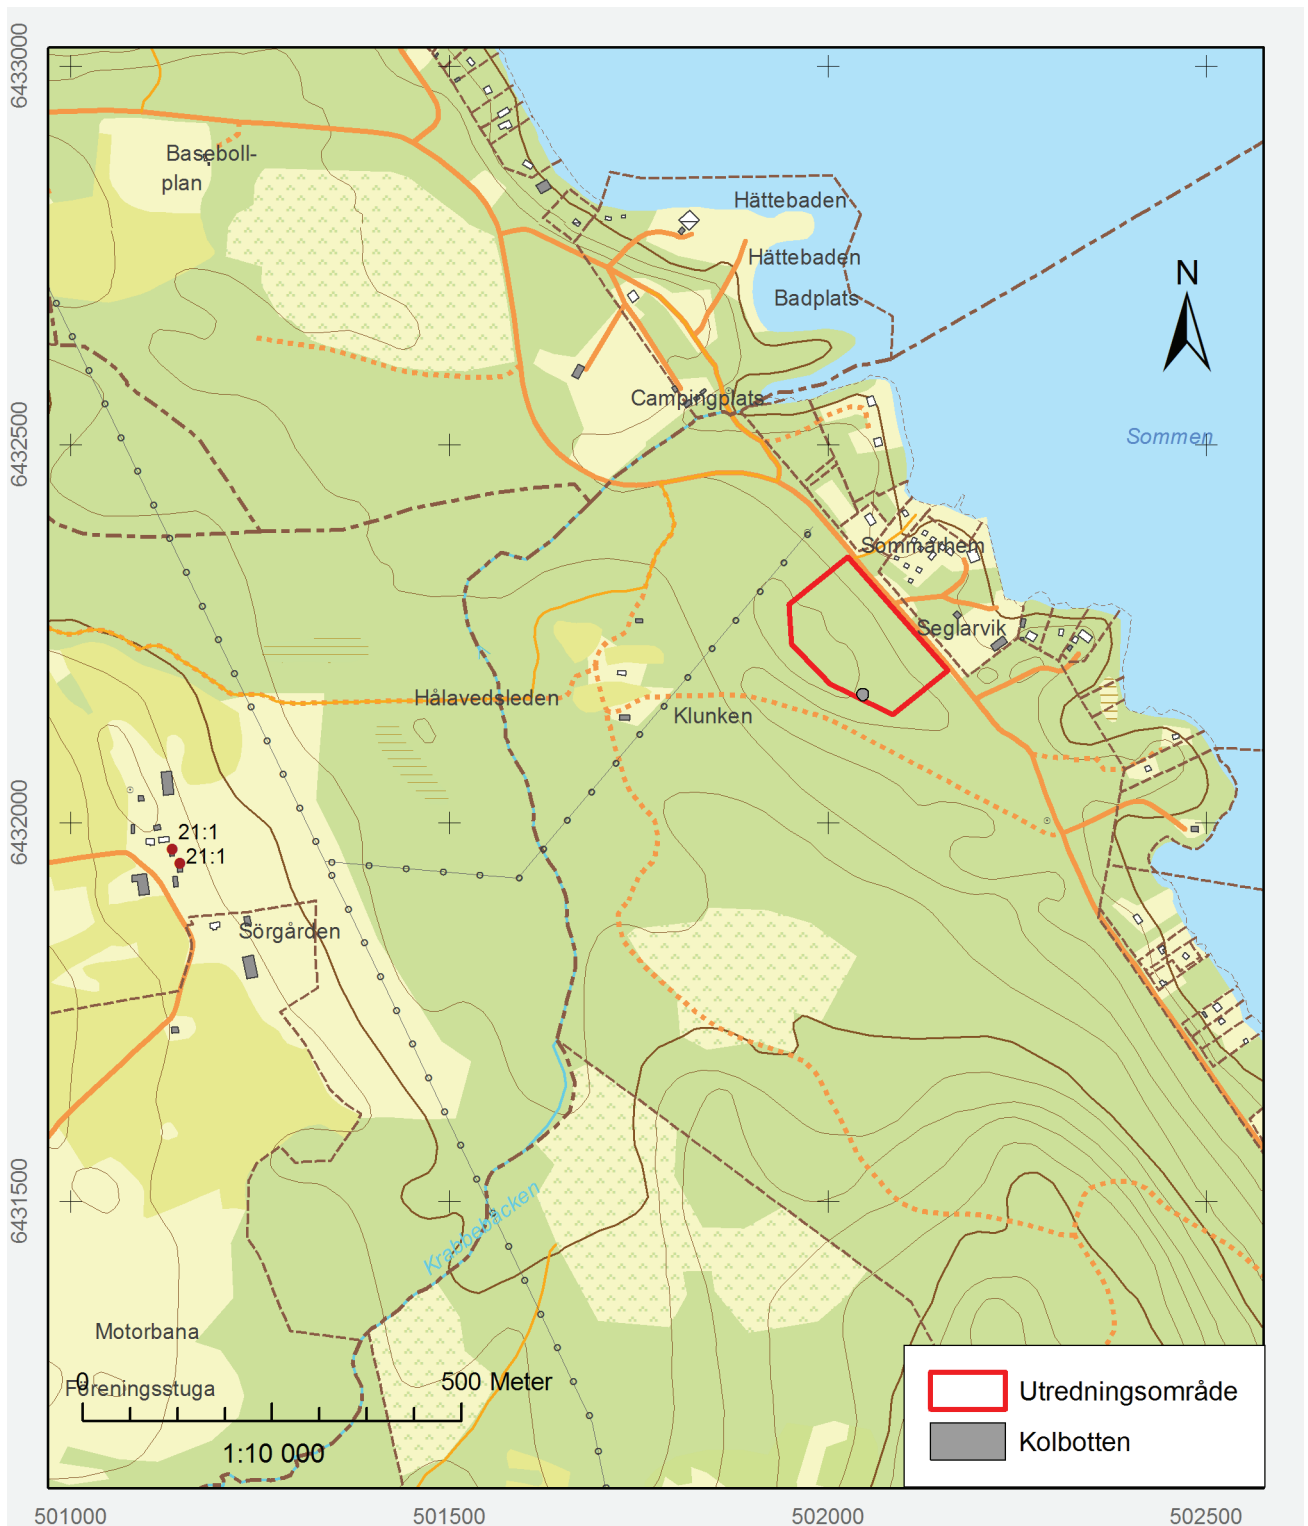 6433000
Baseboll-
plan
Hättebaden
Hättebaden
Badplats
N
Campingplats
Sommen
6432500
Sommarhem
Seglarvik
Hålavedsleden
Klunken
6432000
21:1
21:1
Sörgården
6431500
Krabbebäcken
Motorbana
Föreningsstuga
0 500 Meter
1:10 000
Utredningsområde
Kolbotten
501000 501500 502000 502500